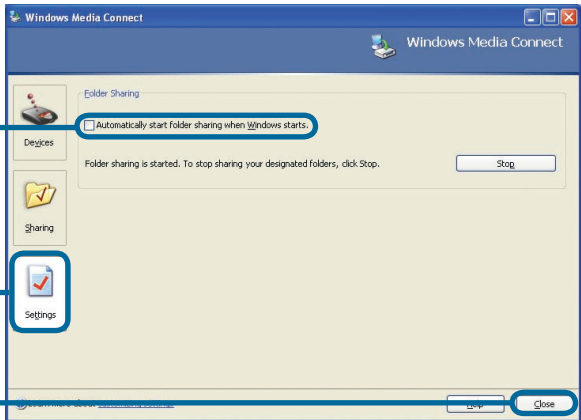 Windows Media Connect
Windows Media Connect
Folder Sharing
Automatically start folder sharing when Windows starts.
Devices
Folder sharing is started. To stop sharing your designated folders, click Stop.
Stop
Sharing
Settings
Help
Close